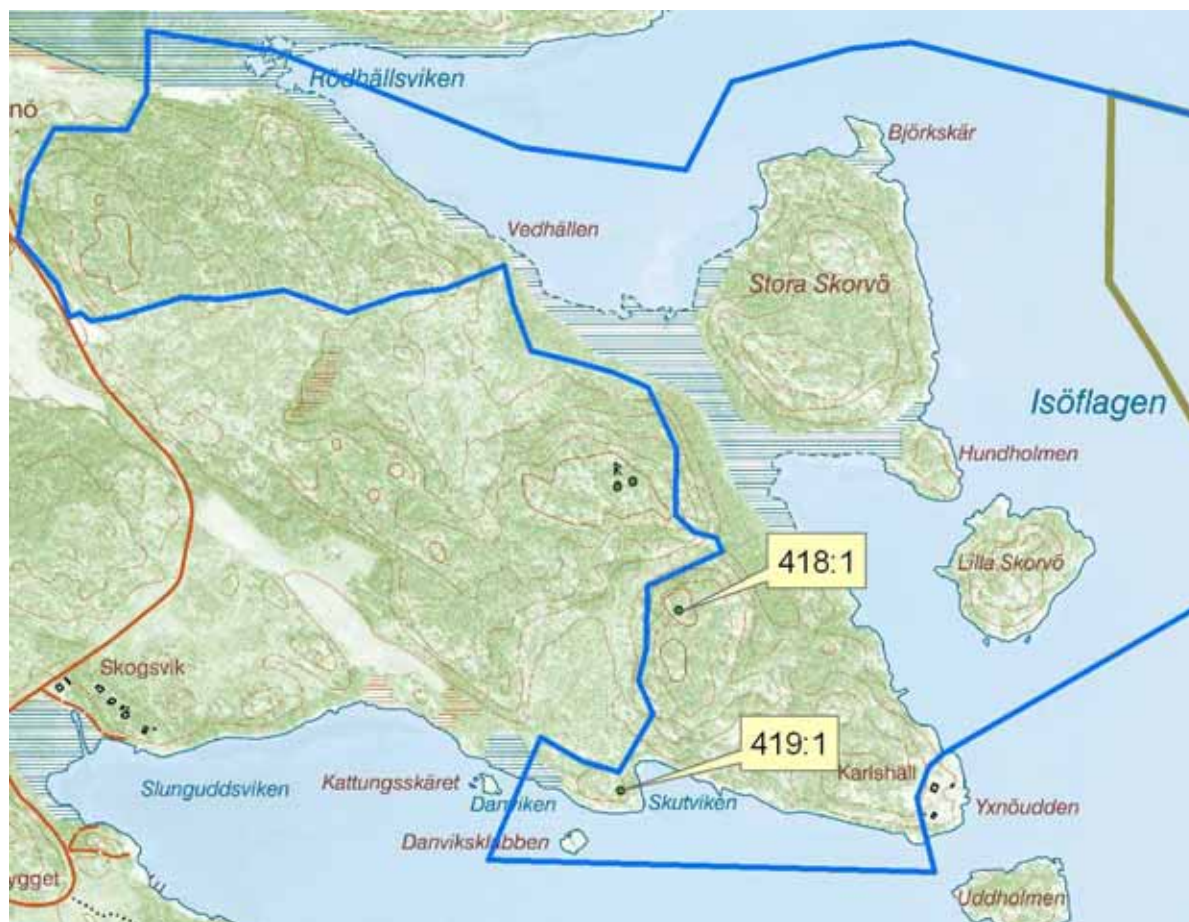 nö
Rödhällsviken
Björkskär
Vedhällen
Stora Skorvö
Isöflagen
Hundholmen
418:1
Lilla Skorvö
Skogsvik
419:1
Karlshäll
Kattungsskäret
Slunguddsviken
Danviken
Skutviken
Yxnöudden
Danviksklabben
ygget
Uddholmen